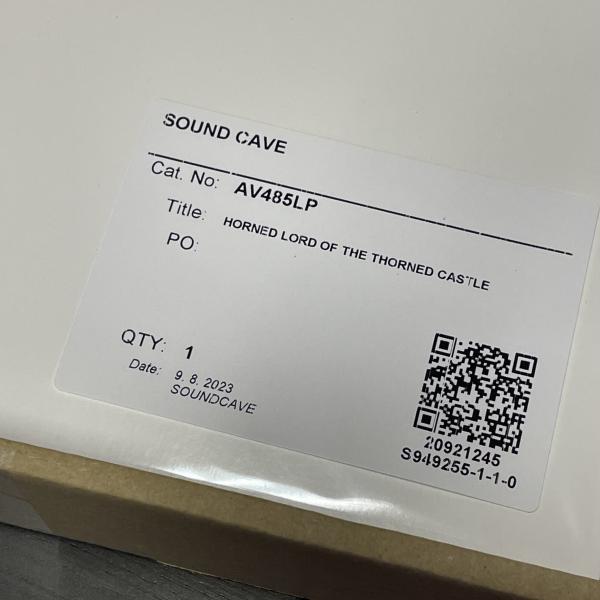 SOUND CAVE
Cat. No: AV485LP
Title: HORNED LORD OF THE THORNED CASTLE
PO:
QTY: 1
Date: 9. 8. 2023
SOUNDCAVE
20921245
S949255-1-1-0